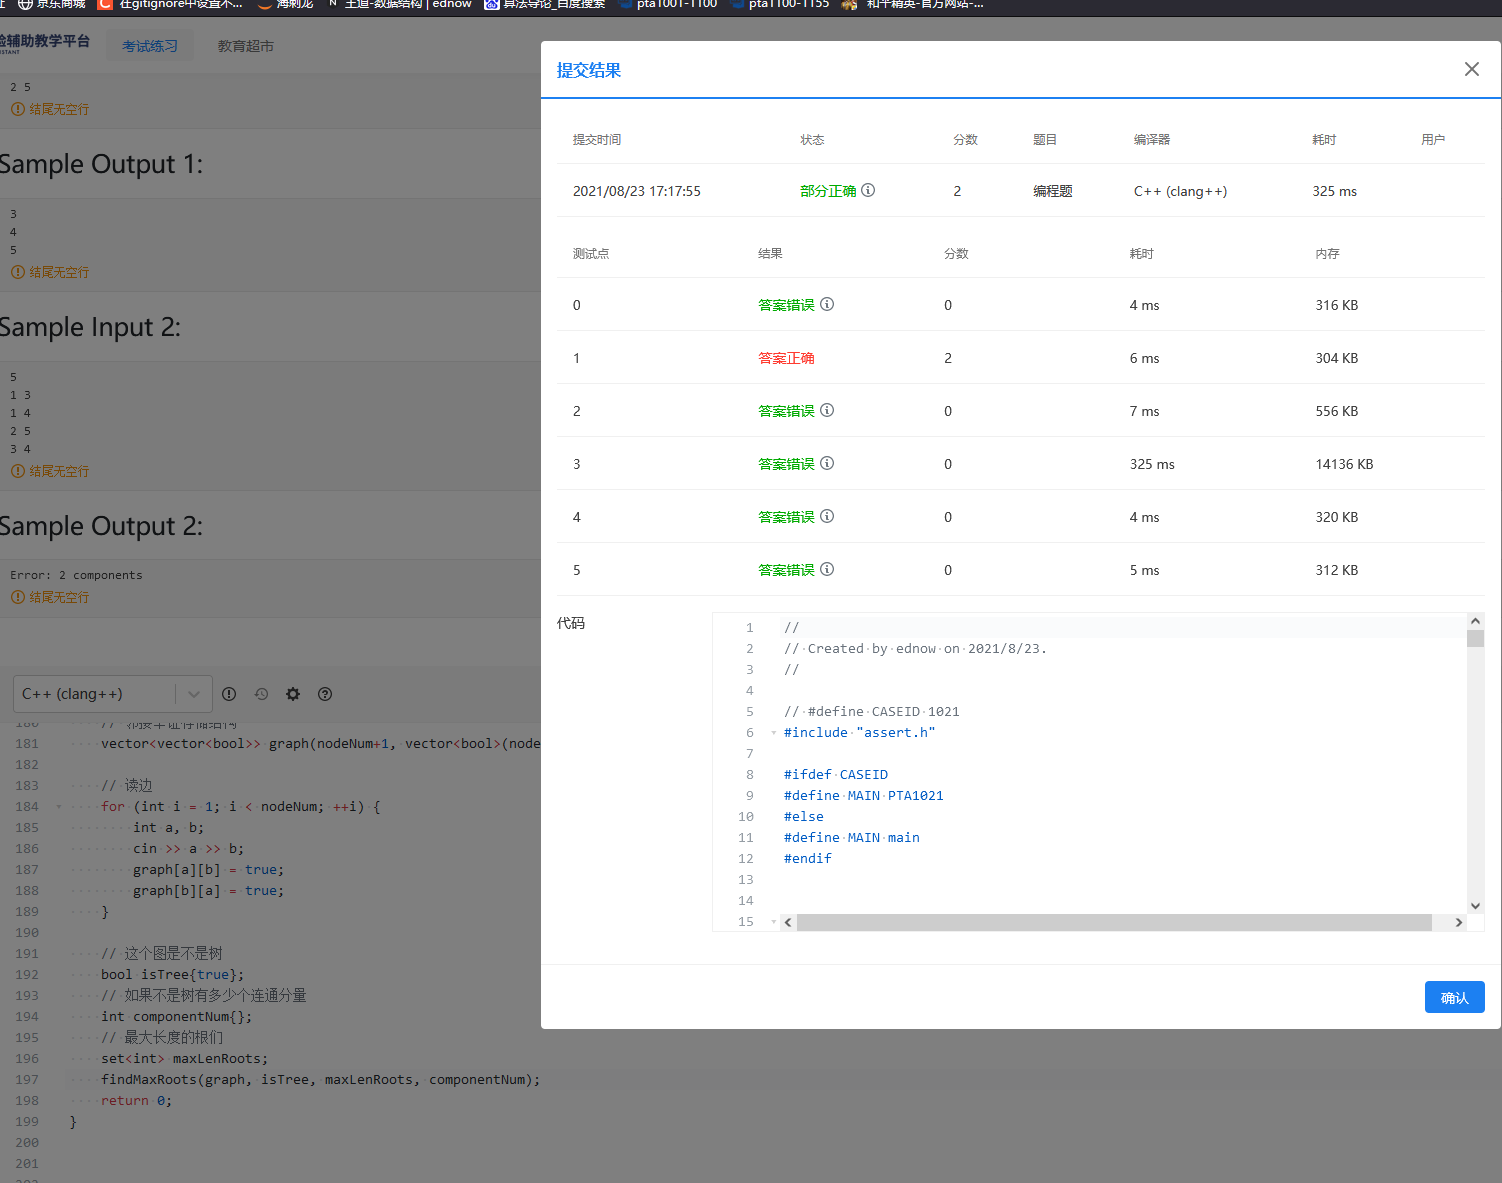 京东商城 在gitignore中设置不... 海刺龙 王道-数据结构 | ednow 算法导论_百度搜索 pta1001-1100 pta1100-1155 和平精英-官方网站-...
验辅助教学平台 考试练习 教育超市
2 5
结尾无空行
Sample Output 1:
3
4
5
结尾无空行
Sample Input 2:
5
1 3
1 4
2 5
3 4
结尾无空行
Sample Output 2:
Error: 2 components
结尾无空行
C++ (clang++)
180 // 邻接半矩存储结构
181 vector<vector<bool>> graph(nodeNum+1, vector<bool>(node
182
183 // 读边
184 for (int i = 1; i < nodeNum; ++i) {
185 int a, b;
186 cin >> a >> b;
187 graph[a][b] = true;
188 graph[b][a] = true;
189 }
190
191 // 这个图是不是树
192 bool isTree{true};
193 // 如果不是树有多少个连通分量
194 int componentNum{};
195 // 最大长度的根们
196 set<int> maxLenRoots;
197 findMaxRoots(graph, isTree, maxLenRoots, componentNum);
198 return 0;
199 }
200
201
提交结果
提交时间 状态 分数 题目 编译器 耗时 用户
2021/08/23 17:17:55 部分正确 2 编程题 C++ (clang++) 325 ms
测试点 结果 分数 耗时 内存
0 答案错误 0 4 ms 316 KB
1 答案正确 2 6 ms 304 KB
2 答案错误 0 7 ms 556 KB
3 答案错误 0 325 ms 14136 KB
4 答案错误 0 4 ms 320 KB
5 答案错误 0 5 ms 312 KB
代码
1 //
2 // Created by ednow on 2021/8/23.
3 //
4
5 // #define CASEID 1021
6 #include "assert.h"
7
8 #ifdef CASEID
9 #define MAIN PTA1021
10 #else
11 #define MAIN main
12 #endif
13
14
15
确认